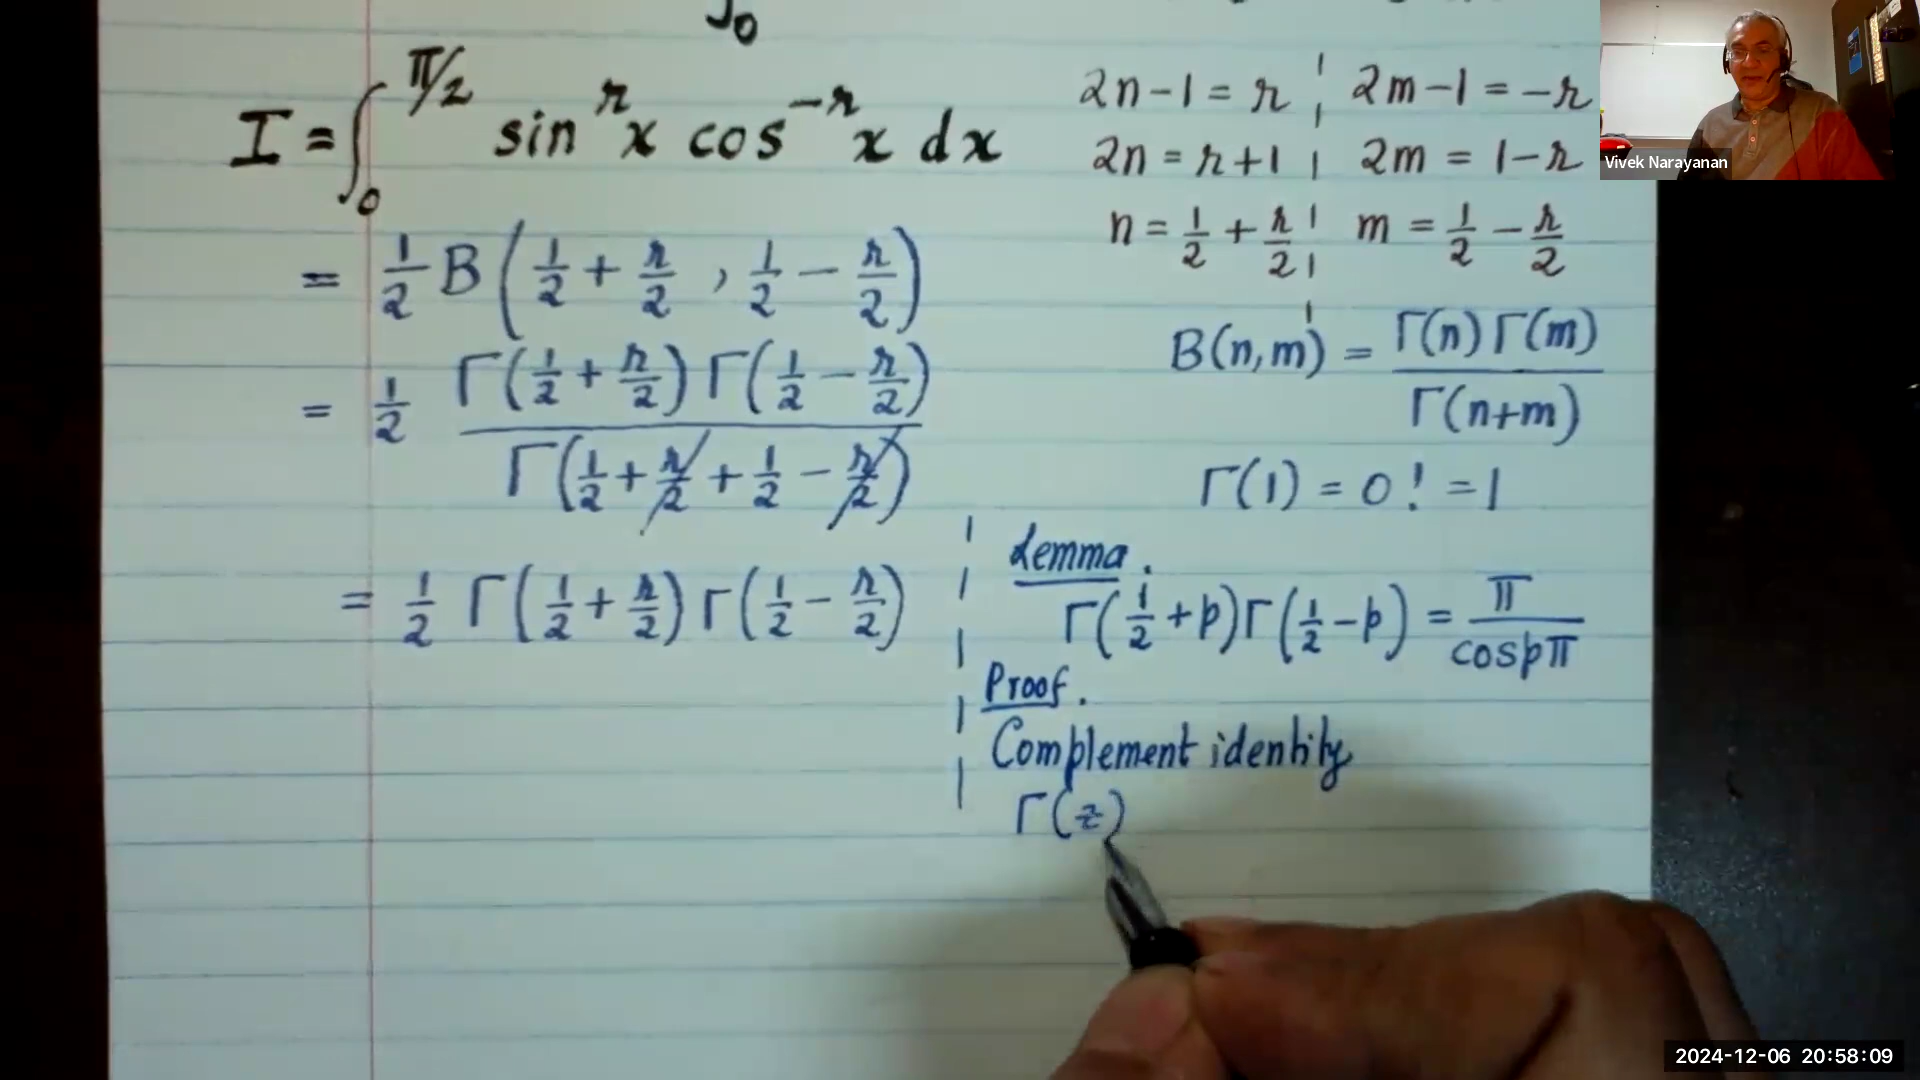 ∫₀
I = ∫₀^{π/2} sin^r x cos^{-r} x dx
= 1/2 B(1/2 + r/2 , 1/2 - r/2)
= 1/2 Γ(1/2 + r/2) Γ(1/2 - r/2) / Γ(1/2 + r/2 + 1/2 - r/2)
= 1/2 Γ(1/2 + r/2) Γ(1/2 - r/2)
2n-1 = r ¦ 2m-1 = -r
2n = r+1 ¦ 2m = 1-r
n = 1/2 + r/2 ¦ m = 1/2 - r/2
B(n,m) = Γ(n) Γ(m) / Γ(n+m)
Γ(1) = 0! = 1
Lemma.
Γ(1/2 + p) Γ(1/2 - p) = π / cos pπ
Proof.
Complement identity
Γ(z)
Vivek Narayanan
2024-12-06 20:58:09